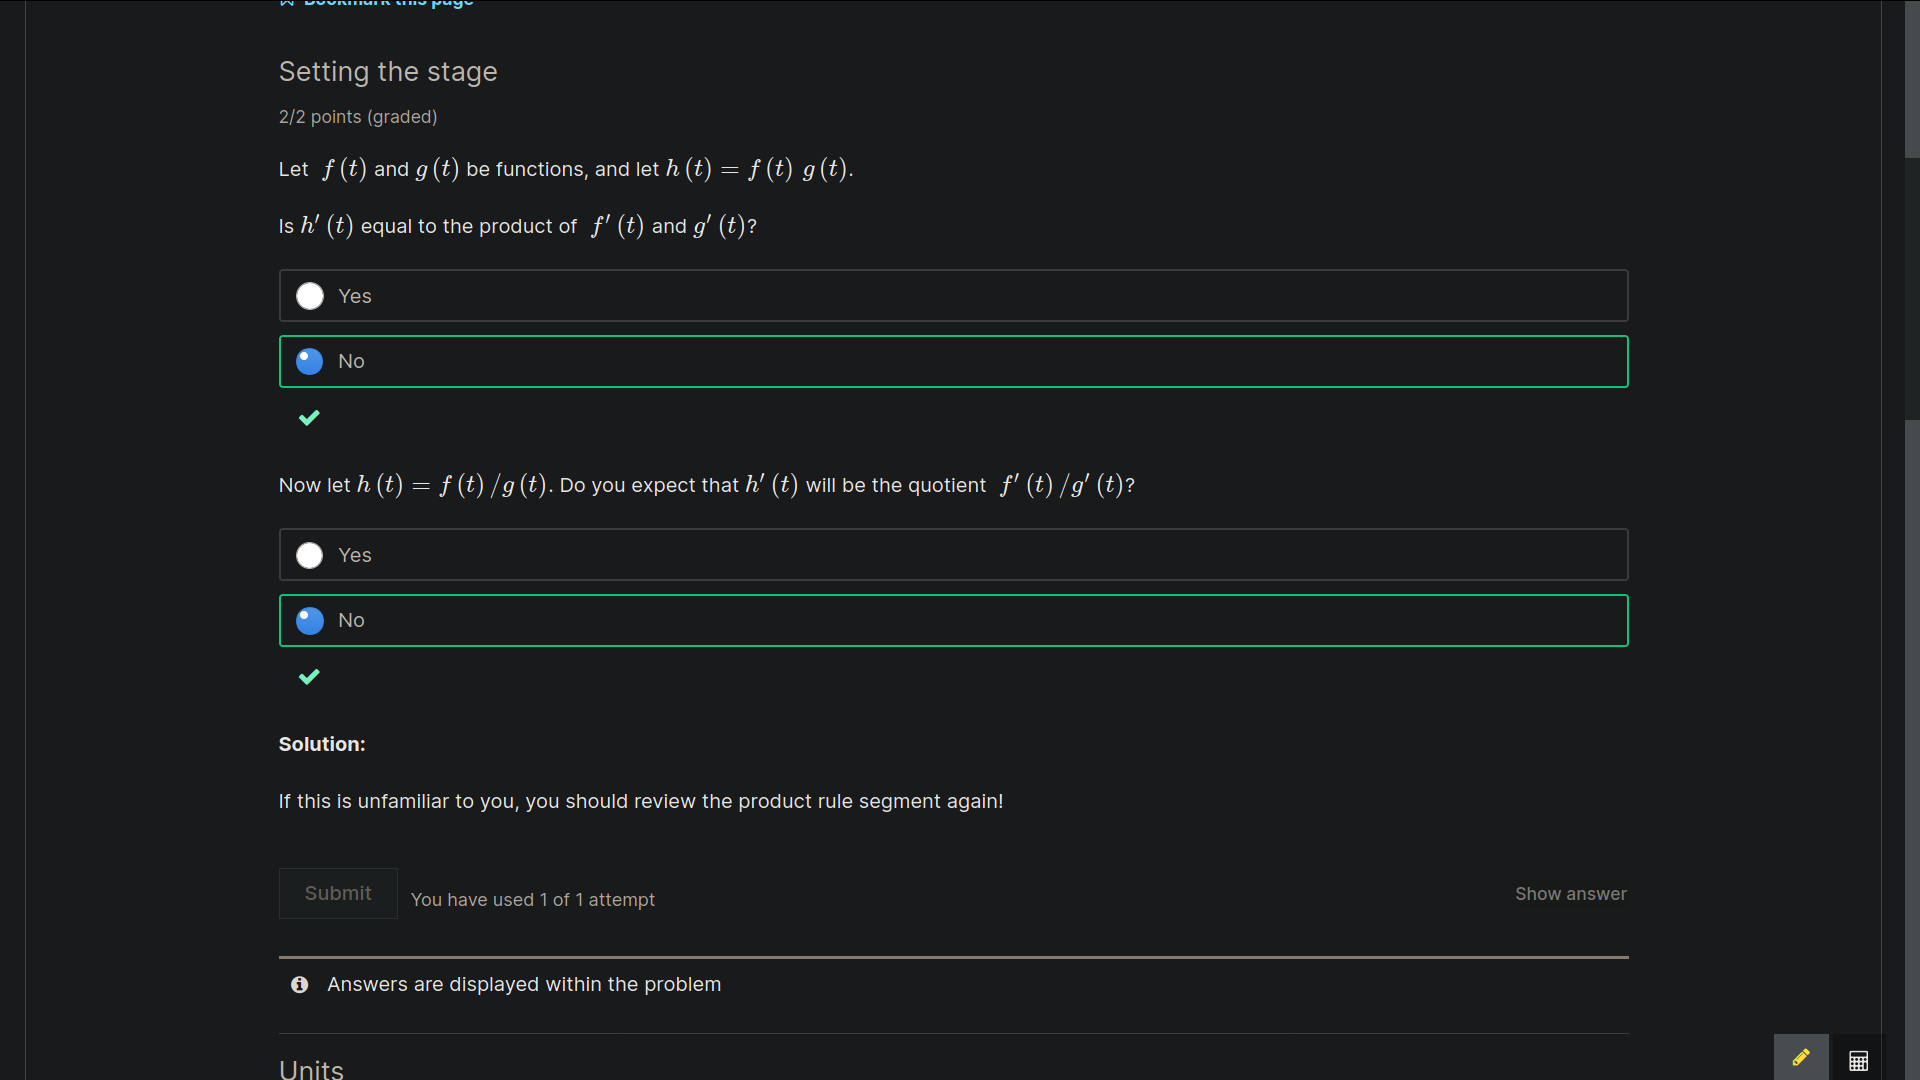 Bookmark this page
Setting the stage
2/2 points (graded)
Let f (t) and g (t) be functions, and let h (t) = f (t) g (t).
Is h′ (t) equal to the product of f′ (t) and g′ (t)?
Yes
No
Now let h (t) = f (t) /g (t). Do you expect that h′ (t) will be the quotient f′ (t) /g′ (t)?
Yes
No
Solution:
If this is unfamiliar to you, you should review the product rule segment again!
Submit
You have used 1 of 1 attempt
Show answer
Answers are displayed within the problem
Units